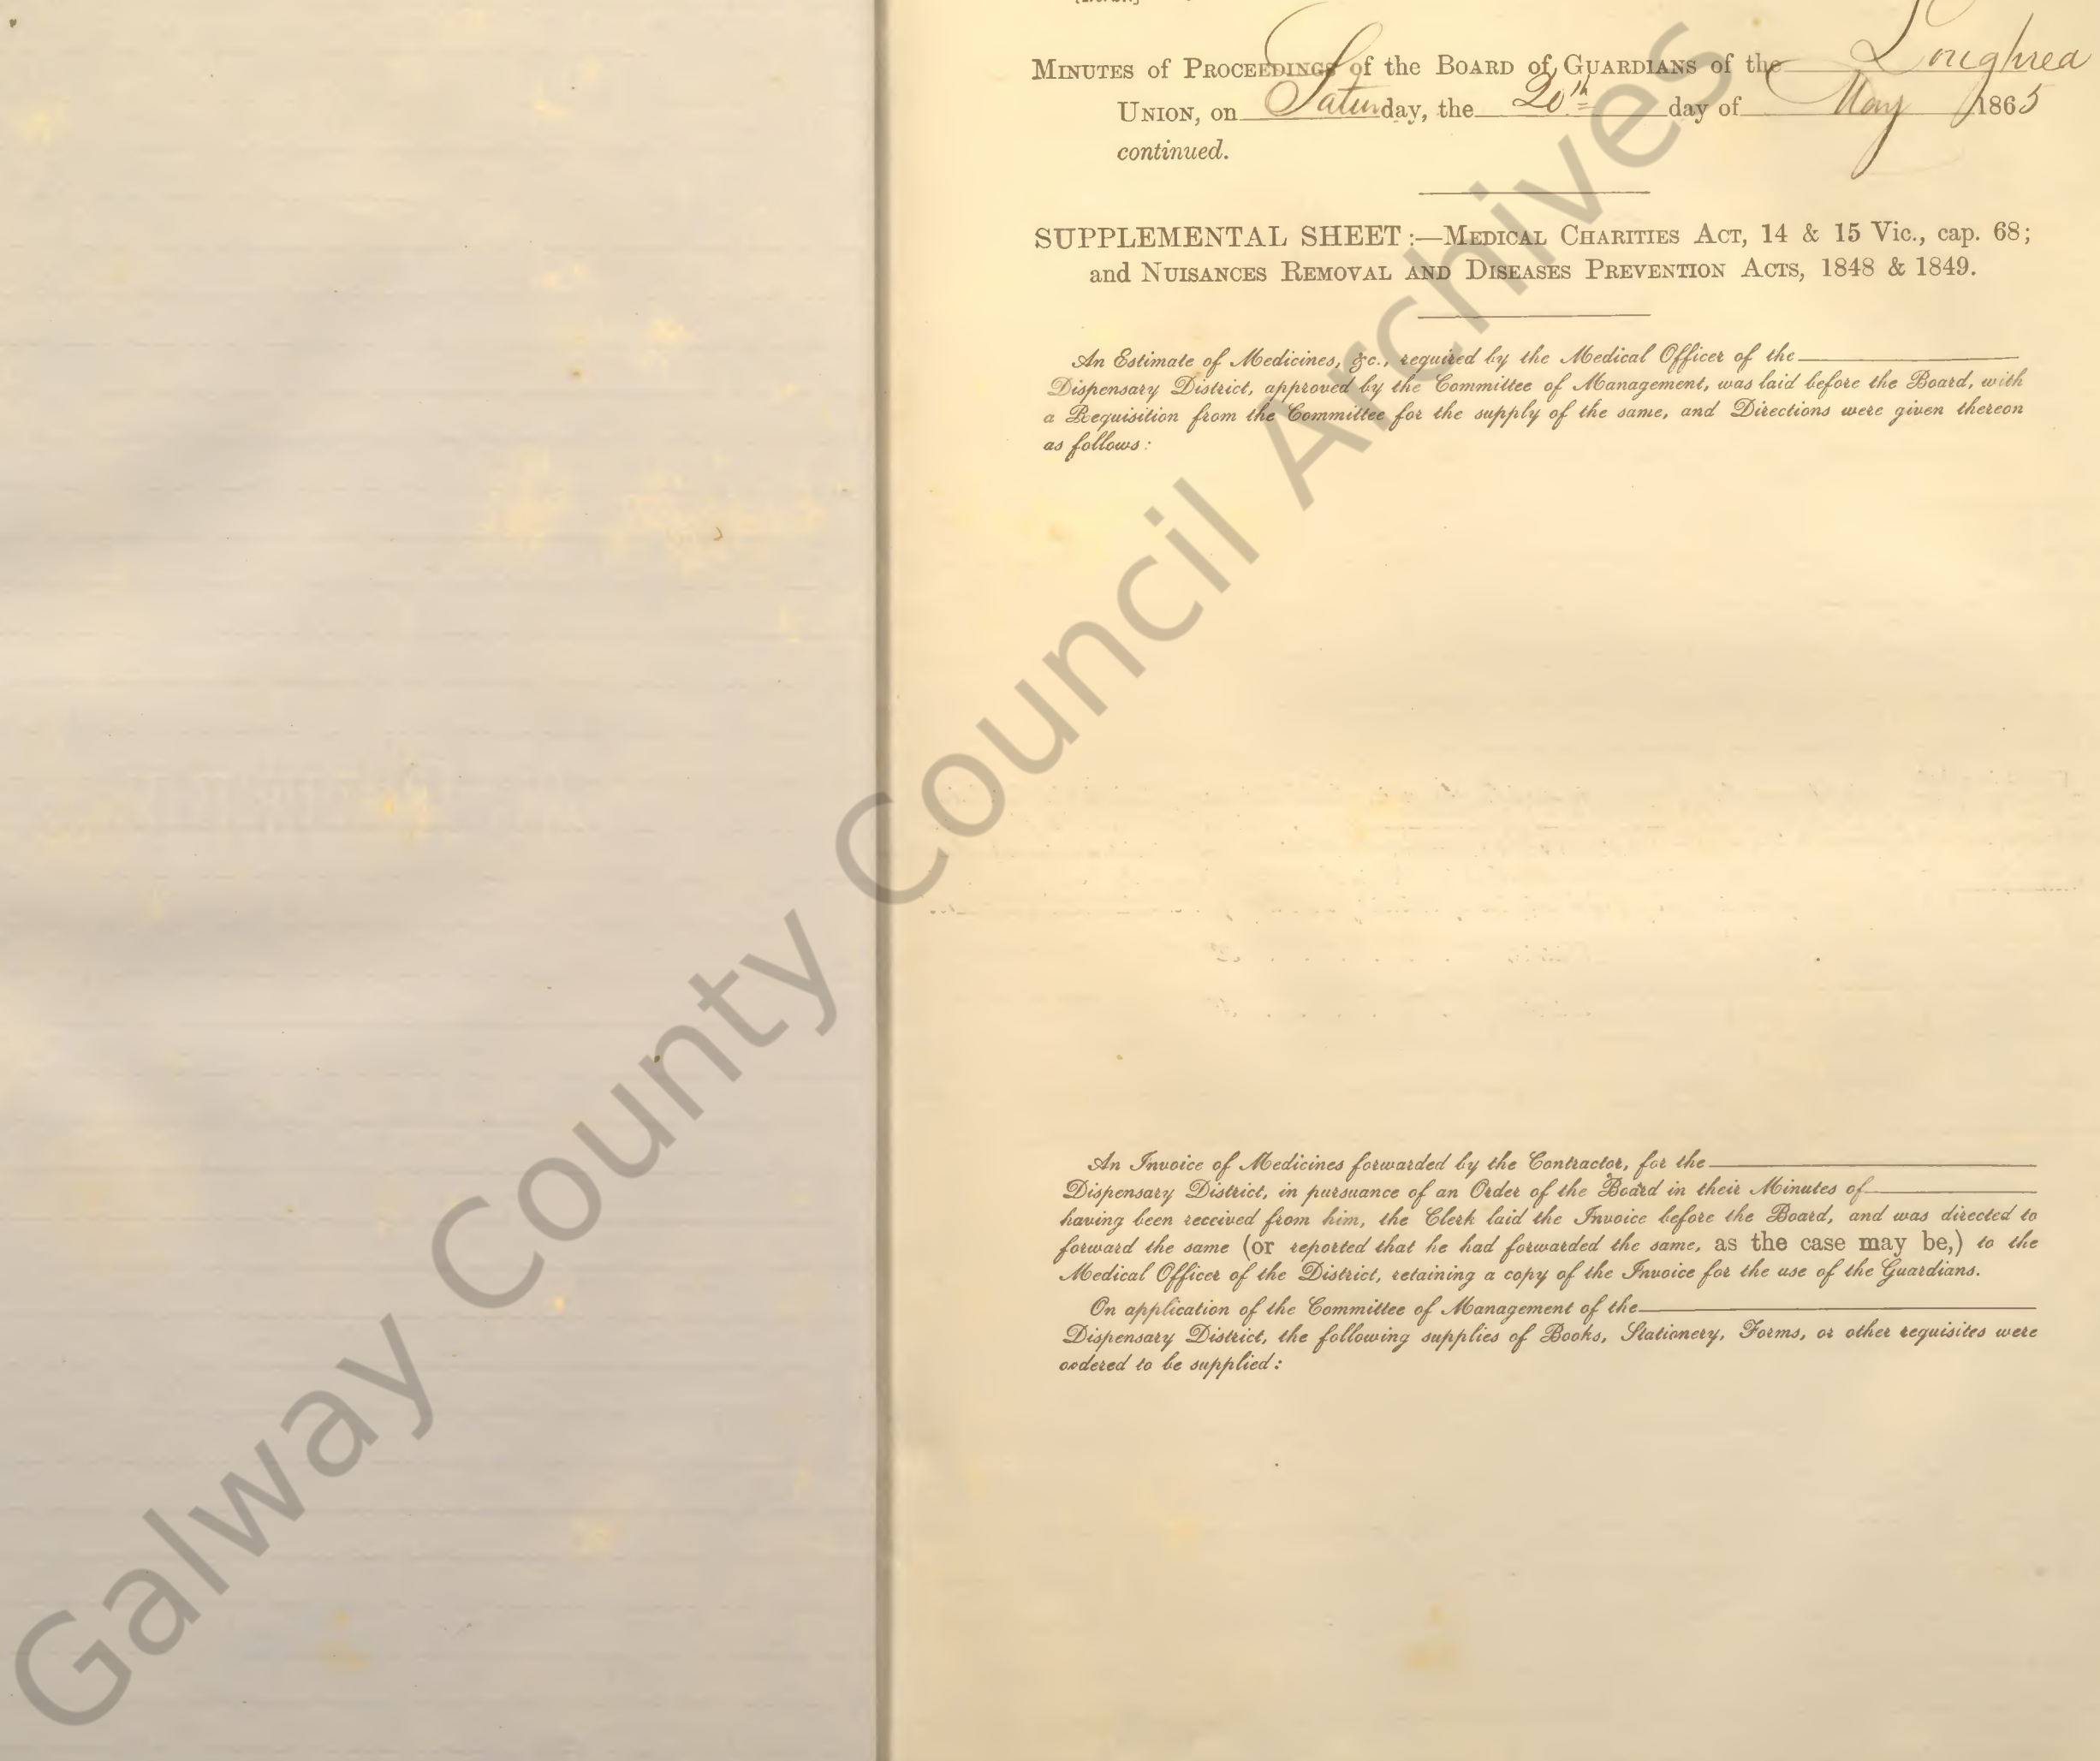 MINUTES of PROCEEDINGS of the BOARD of GUARDIANS of the Loughrea
UNION, on Saturday, the 20th day of May 1865
continued.
SUPPLEMENTAL SHEET:—MEDICAL CHARITIES ACT, 14 & 15 Vic., cap. 68;
and NUISANCES REMOVAL AND DISEASES PREVENTION ACTS, 1848 & 1849.
An Estimate of Medicines, &c., required by the Medical Officer of the
Dispensary District, approved by the Committee of Management, was laid before the Board, with
a Requisition from the Committee for the supply of the same, and Directions were given thereon
as follows:
An Invoice of Medicines forwarded by the Contractor, for the
Dispensary District, in pursuance of an Order of the Board in their Minutes of
having been received from him, the Clerk laid the Invoice before the Board, and was directed to
forward the same (or reported that he had forwarded the same, as the case may be,) to the
Medical Officer of the District, retaining a copy of the Invoice for the use of the Guardians.
On application of the Committee of Management of the
Dispensary District, the following supplies of Books, Stationery, Forms, or other requisites were
ordered to be supplied:
Galway County Council Archives